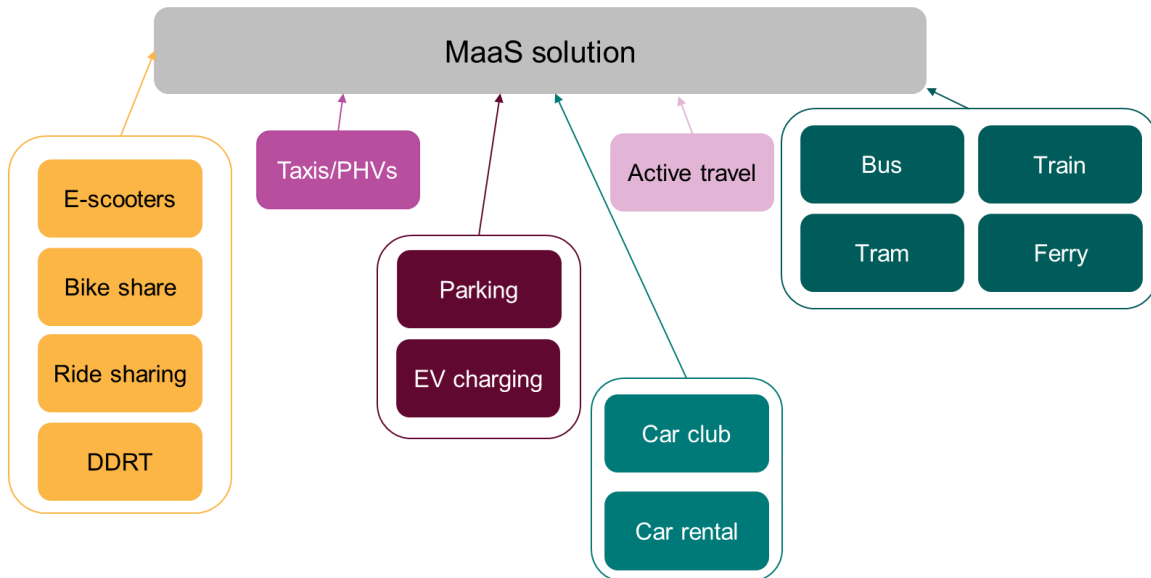 MaaS solution
E-scooters
Bike share
Ride sharing
DDRT
Taxis/PHVs
Parking
EV charging
Car club
Car rental
Active travel
Bus
Train
Tram
Ferry